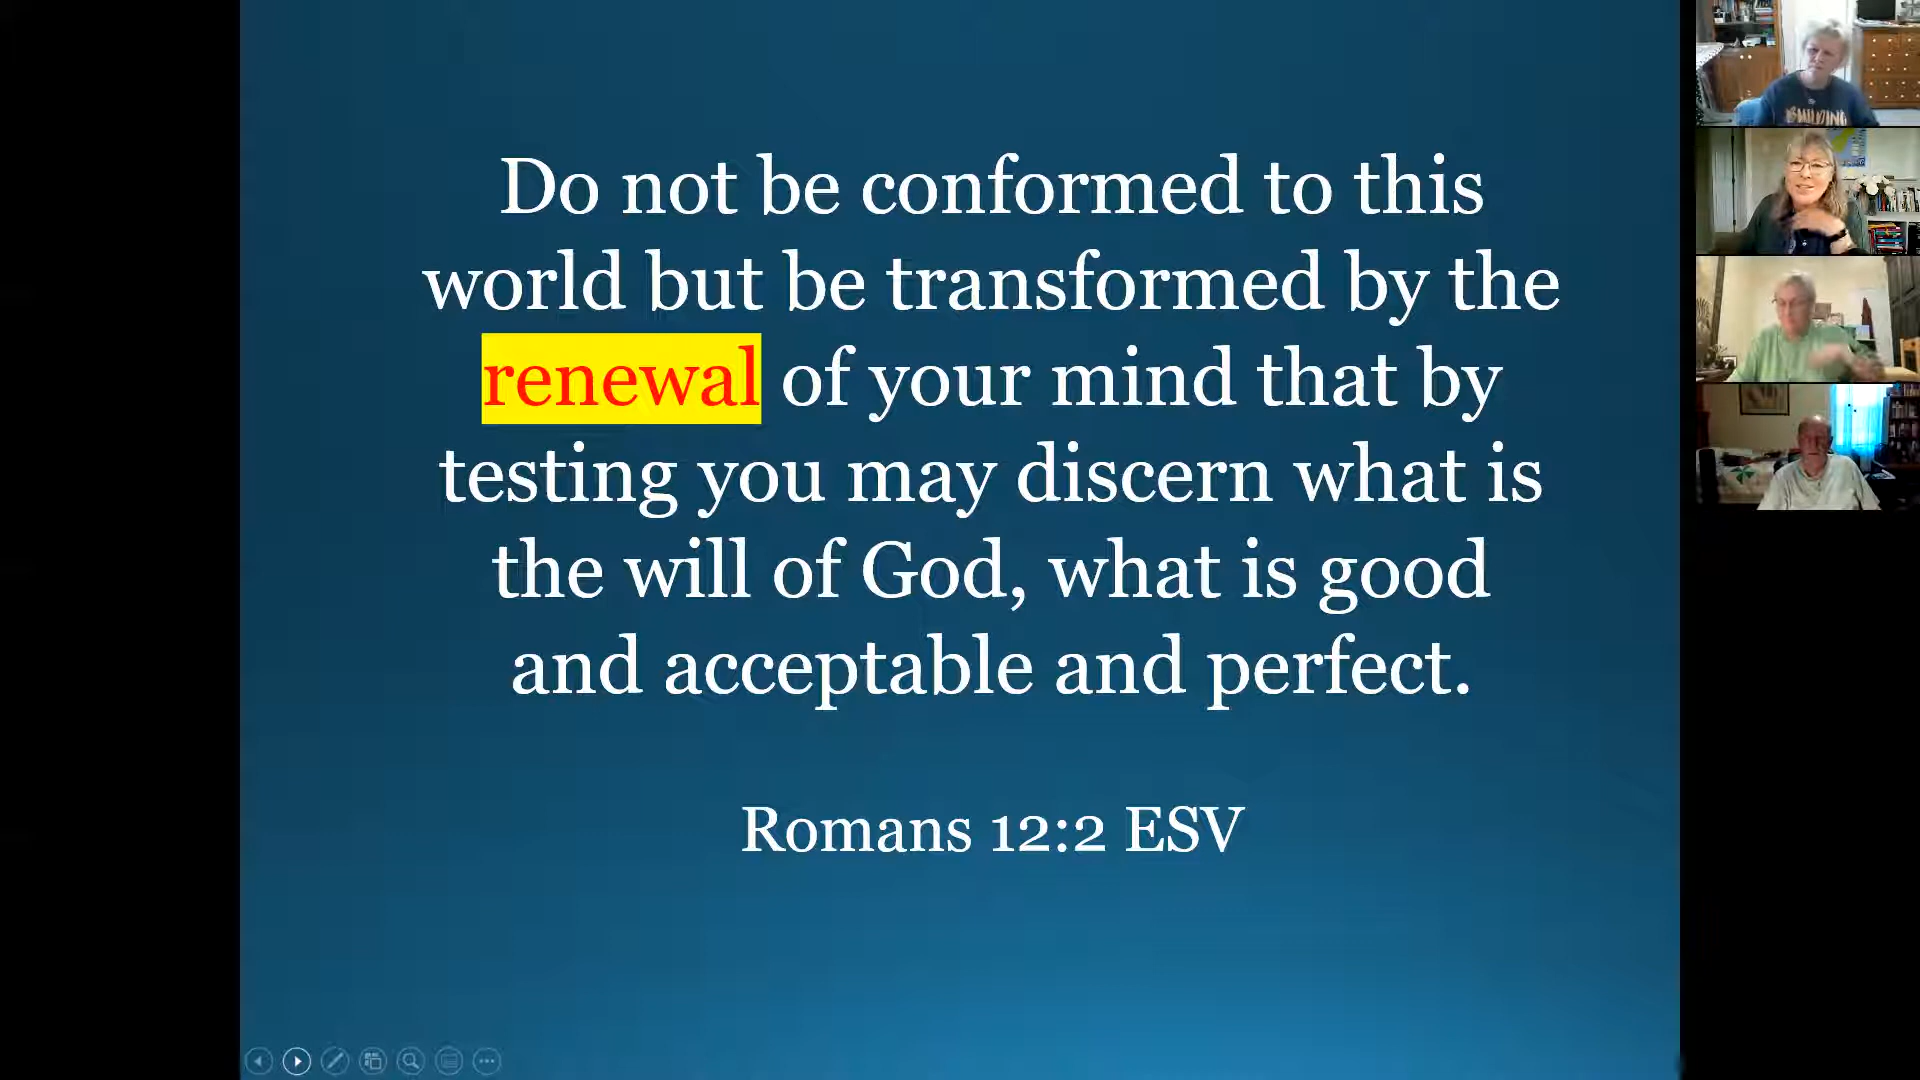 Do not be conformed to this
world but be transformed by the
renewal of your mind that by
testing you may discern what is
the will of God, what is good
and acceptable and perfect.
Romans 12:2 ESV
BUILDING